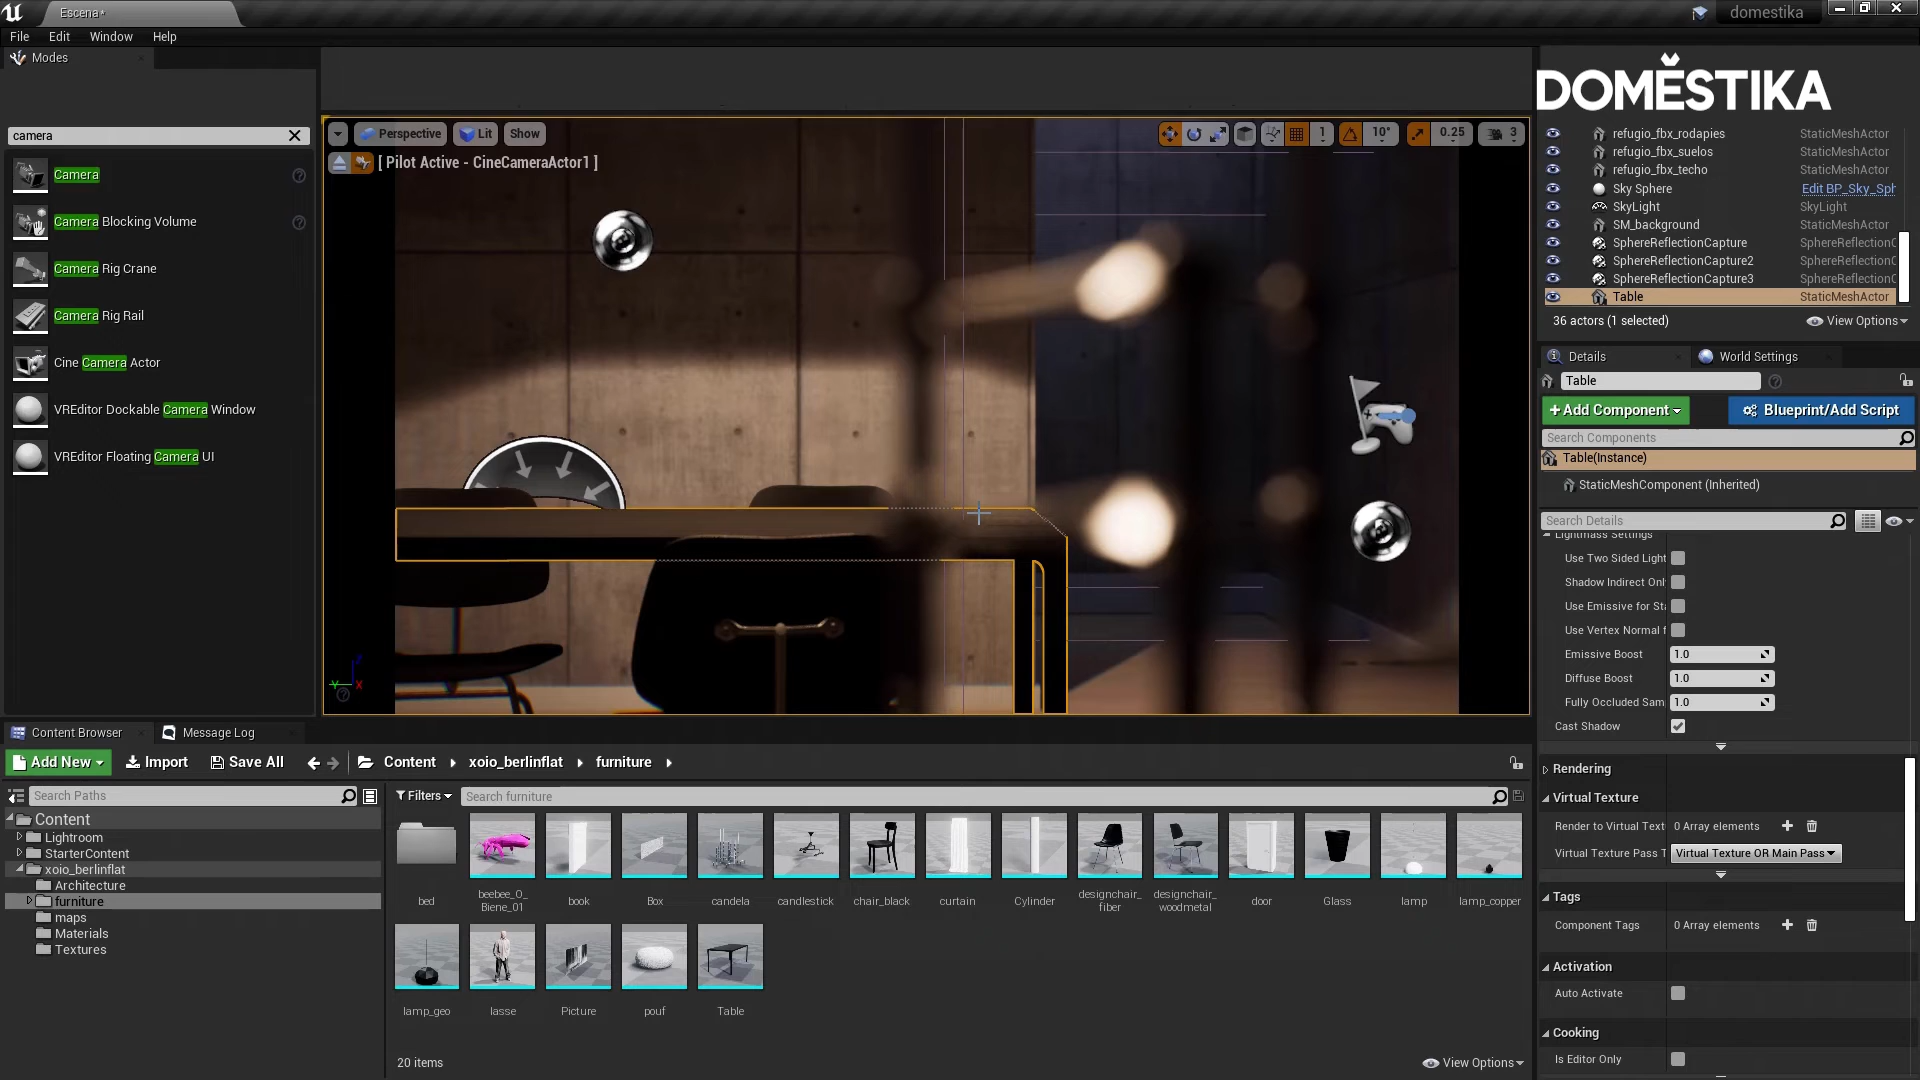 Escena*
domestika
File Edit Window Help
Modes
DOMĔSTIKA
camera
Perspective Lit Show
1 10° 0.25 3
[ Pilot Active - CineCameraActor1 ]
Camera
Camera Blocking Volume
Camera Rig Crane
Camera Rig Rail
Cine Camera Actor
VREditor Dockable Camera Window
VREditor Floating Camera UI
refugio_fbx_rodapies StaticMeshActor
refugio_fbx_suelos StaticMeshActor
refugio_fbx_techo StaticMeshActor
Sky Sphere Edit BP_Sky_Sph
SkyLight SkyLight
SM_background StaticMeshActor
SphereReflectionCapture SphereReflectionC
SphereReflectionCapture2 SphereReflectionC
SphereReflectionCapture3 SphereReflectionC
Table StaticMeshActor
36 actors (1 selected) View Options
Details World Settings
Table
+Add Component Blueprint/Add Script
Search Components
Table(Instance)
StaticMeshComponent (Inherited)
Search Details
Lightmass Settings
Use Two Sided Light
Shadow Indirect Onl
Use Emissive for Sta
Use Vertex Normal f
Emissive Boost 1.0
Diffuse Boost 1.0
Fully Occluded Sam 1.0
Cast Shadow
Rendering
Virtual Texture
Render to Virtual Text 0 Array elements
Virtual Texture Pass T Virtual Texture OR Main Pass
Tags
Component Tags 0 Array elements
Activation
Auto Activate
Cooking
Is Editor Only
Z
Y X
Content Browser Message Log
Add New Import Save All Content xoio_berlinflat furniture
Search Paths
Filters Search furniture
Content
Lightroom
StarterContent
xoio_berlinflat
Architecture
furniture
maps
Materials
Textures
bed
beebee_0_
Biene_01
book
Box
candela
candlestick
chair_black
curtain
Cylinder
designchair_
fiber
designchair_
woodmetal
door
Glass
lamp
lamp_copper
lamp_geo
lasse
Picture
pouf
Table
20 items View Options